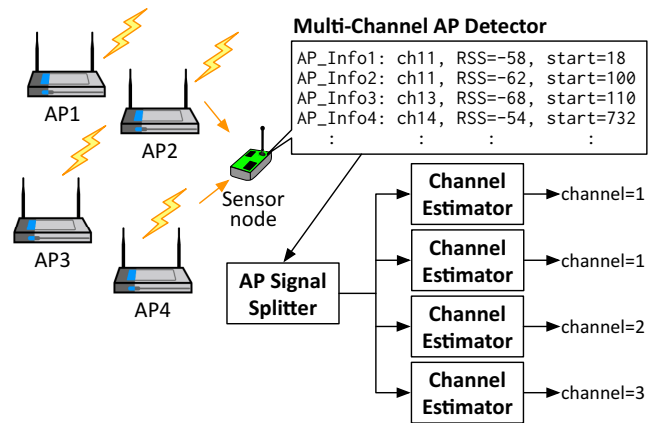 Multi-Channel AP Detector
AP_Info1: ch11, RSS=-58, start=18
AP_Info2: ch11, RSS=-62, start=100
AP_Info3: ch13, RSS=-68, start=110
AP_Info4: ch14, RSS=-54, start=732
: : : :
AP1
AP2
Sensor
node
AP3
AP4
AP Signal
Splitter
Channel
Estimator
channel=1
Channel
Estimator
channel=1
Channel
Estimator
channel=2
Channel
Estimator
channel=3